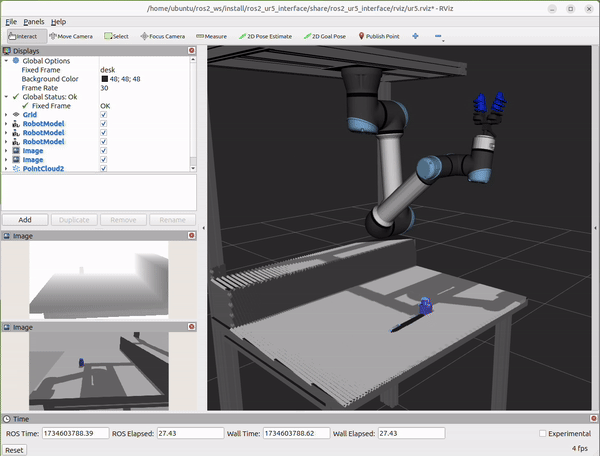 /home/ubuntu/ros2_ws/install/ros2_ur5_interface/share/ros2_ur5_interface/rviz/ur5.rviz* - RViz
File Panels Help
Interact Move Camera Select Focus Camera Measure 2D Pose Estimate 2D Goal Pose Publish Point
Displays
Global Options
Fixed Frame desk
Background Color 48; 48; 48
Frame Rate 30
Global Status: Ok
Fixed Frame OK
Grid
RobotModel
RobotModel
RobotModel
Image
Image
PointCloud2
Add Duplicate Remove Rename
Image
Image
Time
ROS Time: 1734603788.39 ROS Elapsed: 27.43 Wall Time: 1734603788.62 Wall Elapsed: 27.43 Experimental
Reset 4 fps